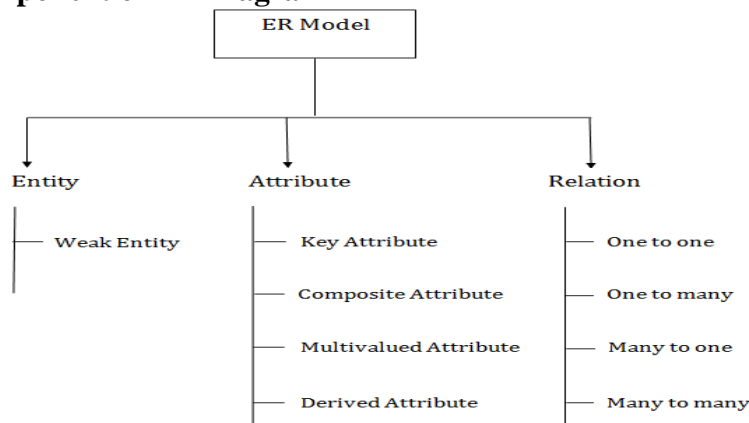 ER Model
Entity
Attribute
Relation
Weak Entity
Key Attribute
One to one
Composite Attribute
One to many
Multivalued Attribute
Many to one
Derived Attribute
Many to many